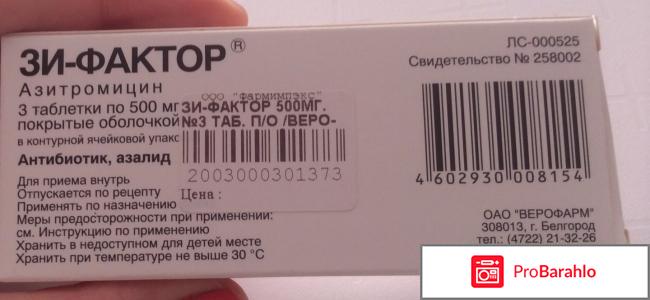 ЗИ-ФАКТОР®
Азитромицин
3 таблетки по 500 мг
покрытые оболочкой
в контурной ячейковой упак
Антибиотик, азалид
Для приема внутрь
Отпускается по рецепту
Применять по назначению
Меры предосторожности при применении:
см. Инструкцию по применению
Хранить в недоступном для детей месте
Хранить при температуре не выше 30 °C
ООО "Фармимпэкс"
ЗИ-ФАКТОР 500МГ.
№3 ТАБ. П/О /ВЕРО-
2003000301373
Цена :
ЛС-000525
Свидетельство № 258002
4 602930 008154
ОАО "ВЕРОФАРМ"
308013, г. Белгород
тел.: (4722) 21-32-26
ProBarahlo